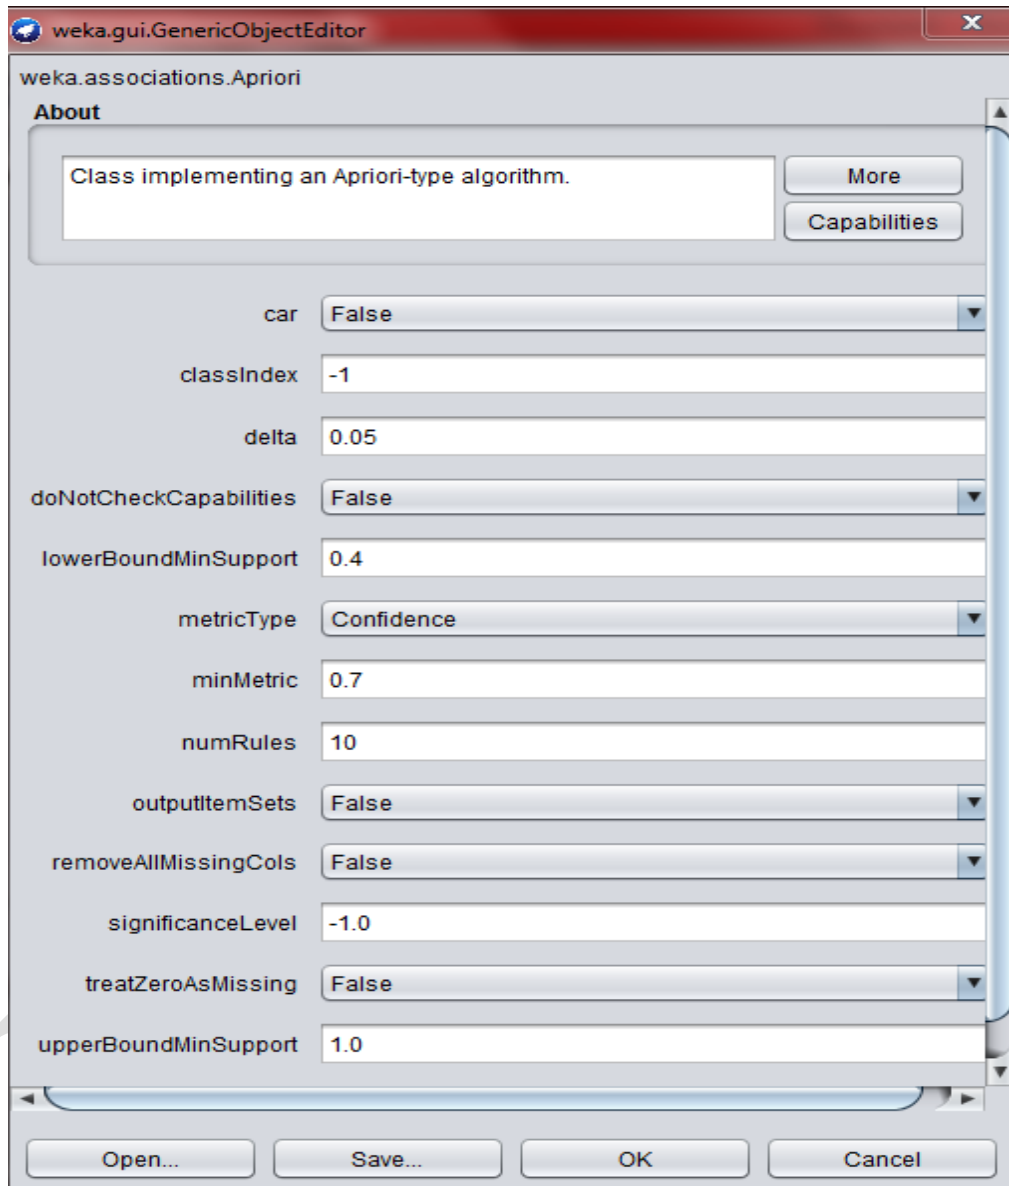 weka.gui.GenericObjectEditor
weka.associations.Apriori
About
Class implementing an Apriori-type algorithm.
More
Capabilities
car False
classIndex -1
delta 0.05
doNotCheckCapabilities False
lowerBoundMinSupport 0.4
metricType Confidence
minMetric 0.7
numRules 10
outputItemSets False
removeAllMissingCols False
significanceLevel -1.0
treatZeroAsMissing False
upperBoundMinSupport 1.0
Open... Save... OK Cancel